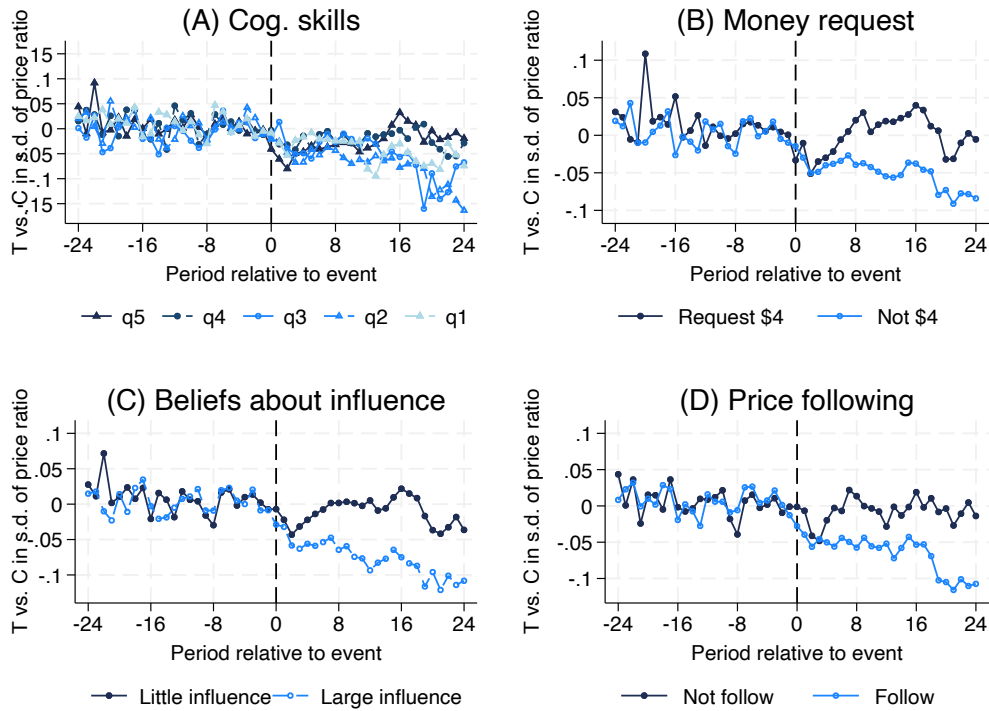 (A) Cog. skills
T vs. C in s.d. of price ratio
15
.1
.05
0
.05
.1
15
-24 -16 -8 0 8 16 24
Period relative to event
q5 q4 q3 q2 q1
(B) Money request
T vs. C in s.d. of price ratio
.1
.05
0
-.05
-.1
-24 -16 -8 0 8 16 24
Period relative to event
Request $4 Not $4
(C) Beliefs about influence
T vs. C in s.d. of price ratio
.1
.05
0
-.05
-.1
-24 -16 -8 0 8 16 24
Period relative to event
Little influence Large influence
(D) Price following
T vs. C in s.d. of price ratio
.1
.05
0
-.05
-.1
-24 -16 -8 0 8 16 24
Period relative to event
Not follow Follow